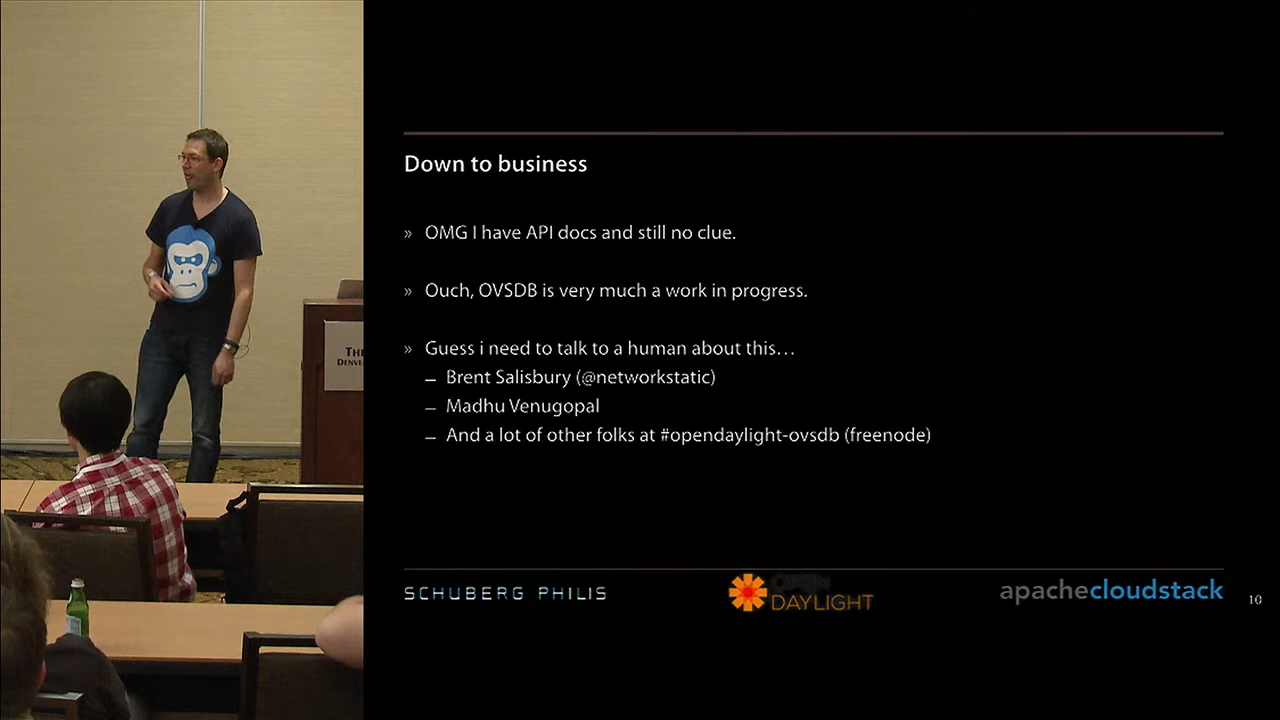 Down to business
» OMG I have API docs and still no clue.
» Ouch, OVSDB is very much a work in progress.
» Guess i need to talk to a human about this…
– Brent Salisbury (@networkstatic)
– Madhu Venugopal
– And a lot of other folks at #opendaylight-ovsdb (freenode)
SCHUBERG PHILIS
OPEN
DAYLIGHT
apachecloudstack
10
THE
DENVE